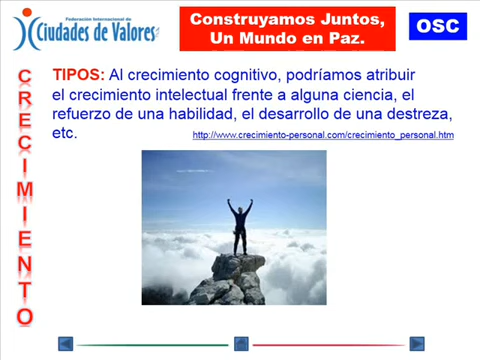 Federación Internacional de
Ciudades de Valores
Construyamos Juntos,
Un Mundo en Paz.
OSC
CRECIMIENTO
TIPOS: Al crecimiento cognitivo, podríamos atribuir
el crecimiento intelectual frente a alguna ciencia, el
refuerzo de una habilidad, el desarrollo de una destreza,
etc.
http://www.crecimiento-personal.com/crecimiento_personal.htm